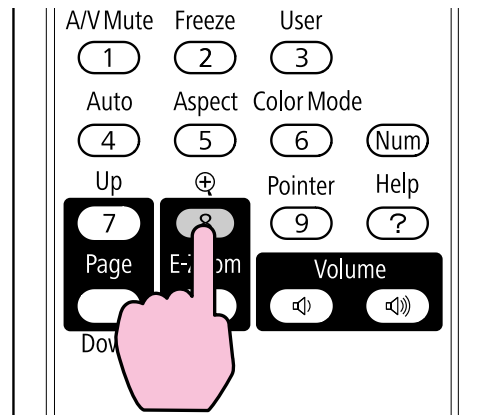 A/V Mute Freeze User
1 2 3
Auto Aspect Color Mode
4 5 6 Num
Up Pointer Help
7 8 9 ?
Page Volume